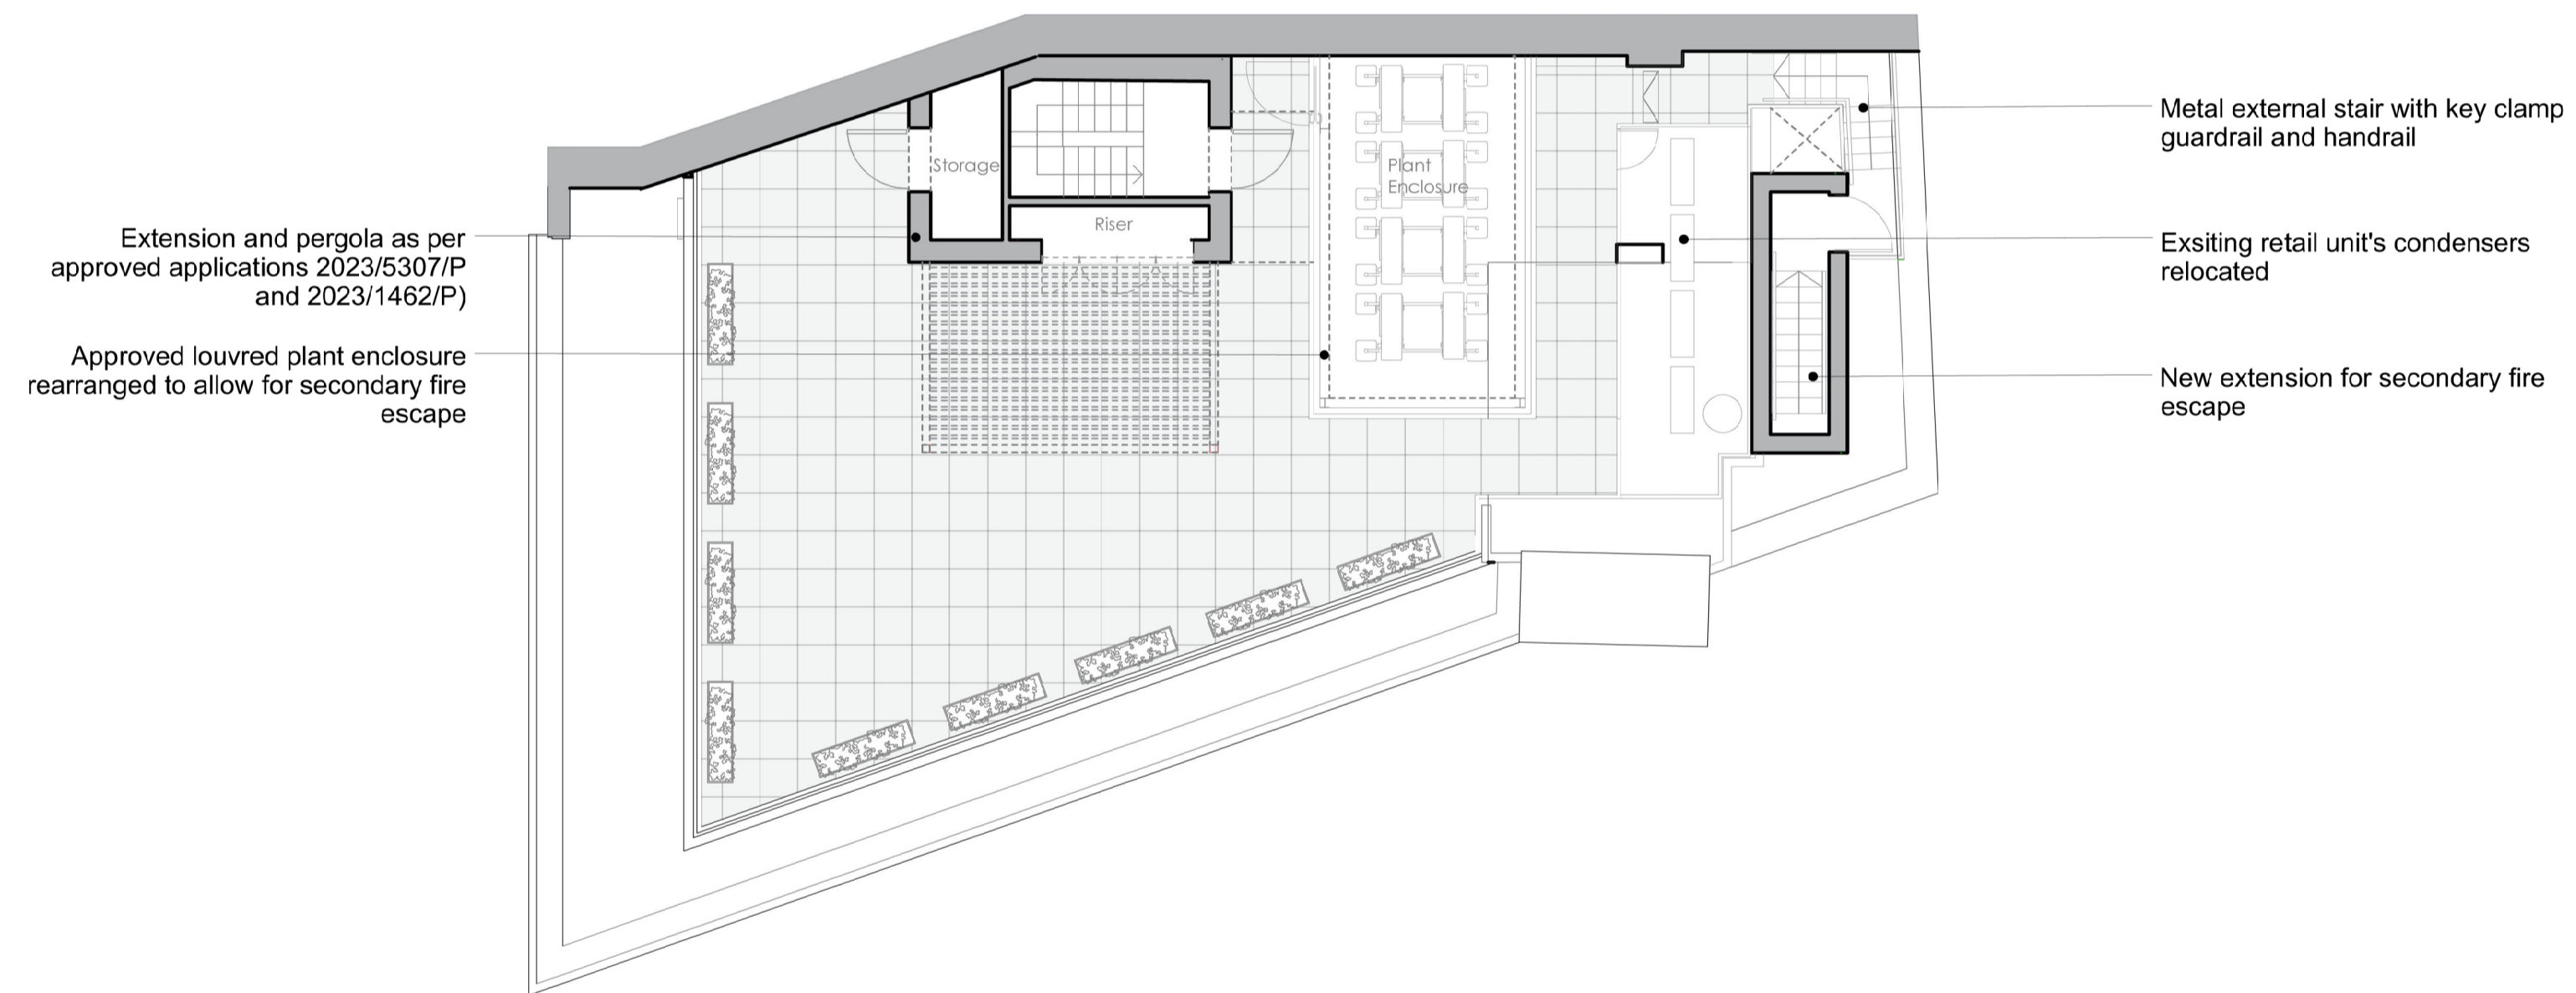 Metal external stair with key clamp
guardrail and handrail
Storage
Plant
Enclosure
Riser
Extension and pergola as per
approved applications 2023/5307/P
and 2023/1462/P)
Exsiting retail unit's condensers
relocated
Approved louvred plant enclosure
rearranged to allow for secondary fire
escape
New extension for secondary fire
escape